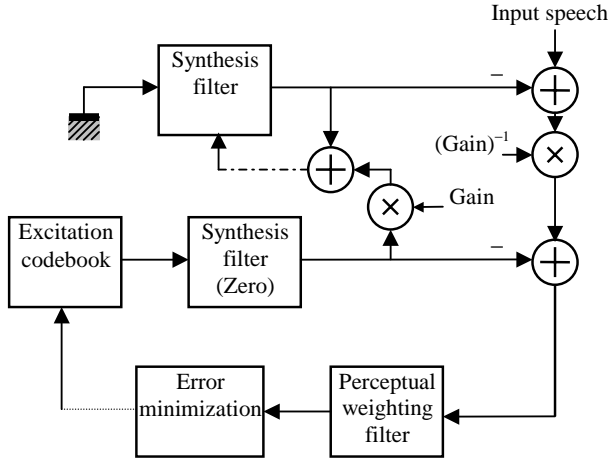 Input speech
Synthesis
filter
–
+
(Gain)⁻¹
×
+
Gain
×
Excitation
codebook
Synthesis
filter
(Zero)
–
+
Error
minimization
Perceptual
weighting
filter